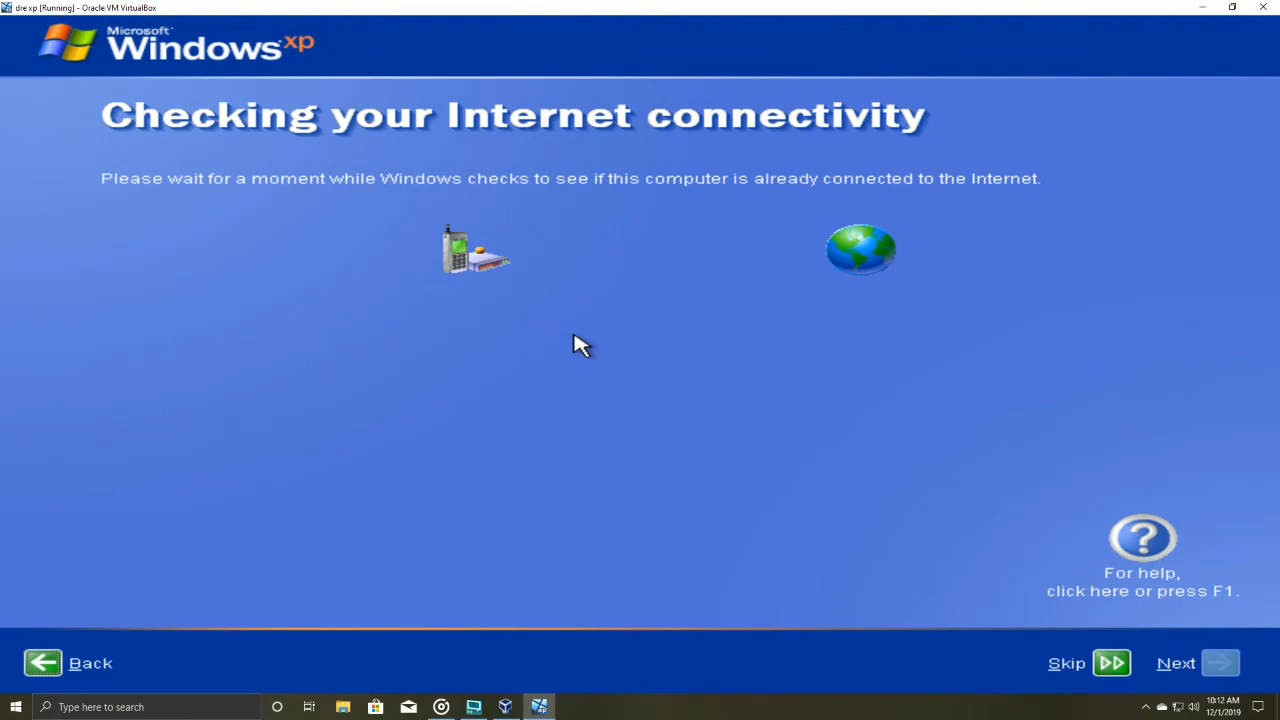 dre xp [Running] - Oracle VM VirtualBox
Microsoft
Windows xp
Checking your Internet connectivity
Please wait for a moment while Windows checks to see if this computer is already connected to the Internet.
For help,
click here or press F1.
Back
Skip
Next
Type here to search
10:12 AM
12/1/2019